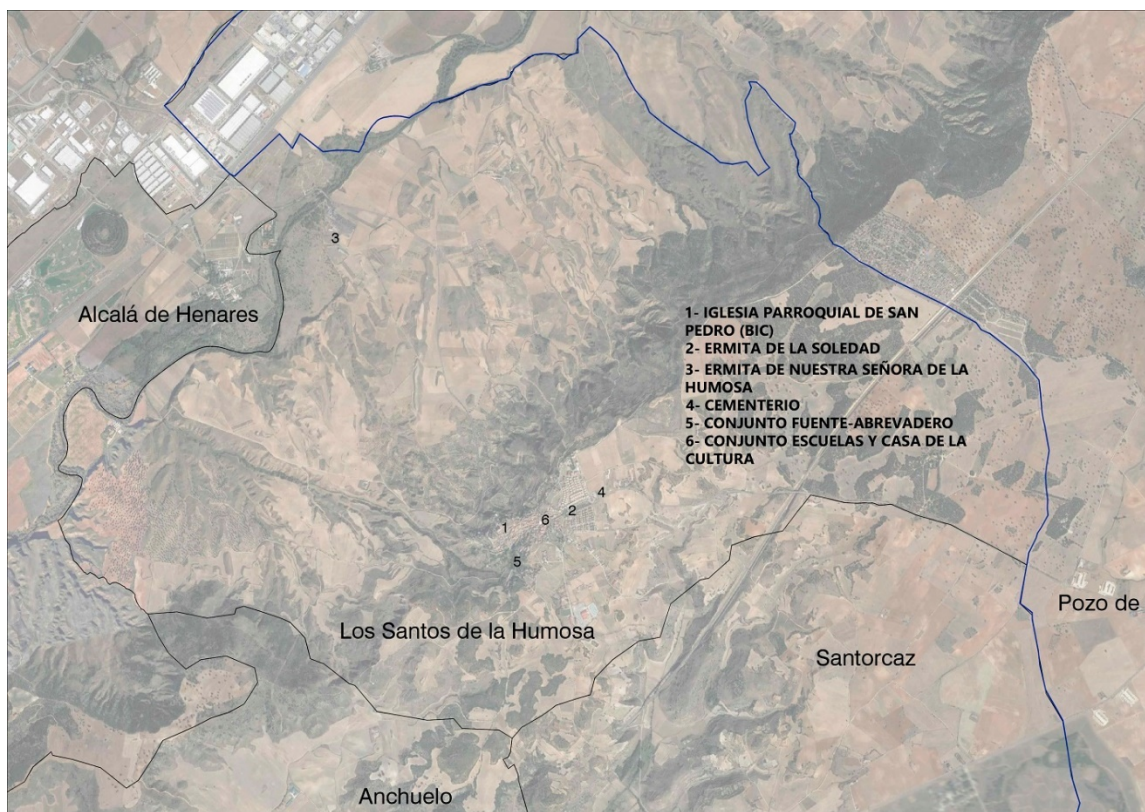 3
Alcalá de Henares
1- IGLESIA PARROQUIAL DE SAN
PEDRO (BIC)
2- ERMITA DE LA SOLEDAD
3- ERMITA DE NUESTRA SEÑORA DE LA
HUMOSA
4- CEMENTERIO
5- CONJUNTO FUENTE-ABREVADERO
6- CONJUNTO ESCUELAS Y CASA DE LA
CULTURA
4
2
6
1
5
Los Santos de la Humosa
Pozo de
Santorcaz
Anchuelo